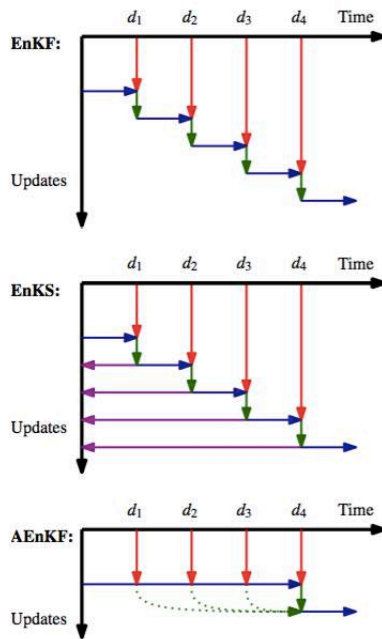 d₁ d₂ d₃ d₄ Time
EnKF:
Updates
d₁ d₂ d₃ d₄ Time
EnKS:
Updates
d₁ d₂ d₃ d₄ Time
AEnKF:
Updates